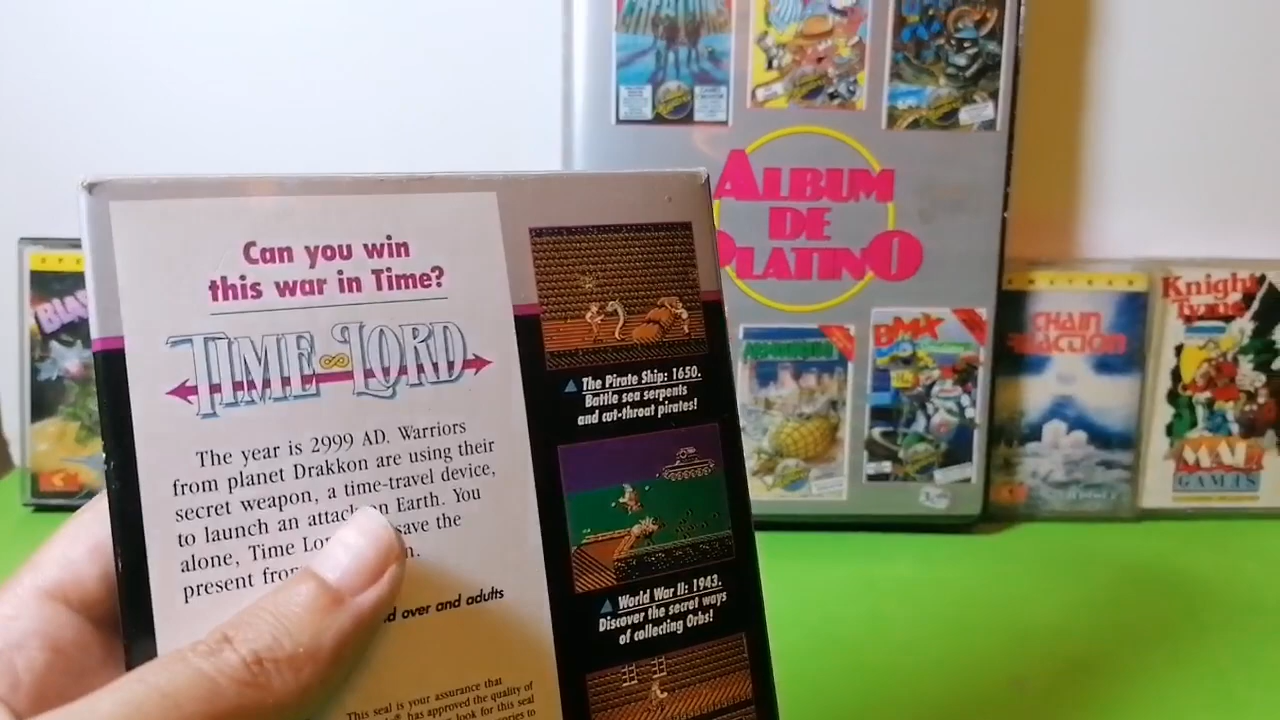 Can you win
this war in Time?
TIME LORD
The year is 2999 AD. Warriors
from planet Drakkon are using their
secret weapon, a time-travel device,
to launch an attack on Earth. You
alone, Time save the
present
over and adults
This seal is your assurance that
has approved the quality of
look for this seal
The Pirate Ship: 1650.
Battle sea serpents
and cut-throat pirates!
World War II: 1943.
Discover the secret ways
of collecting Orbs!
ALBUM
DE
PLATINO
BMX
CHAIN
REACTION
Knight
GAMES